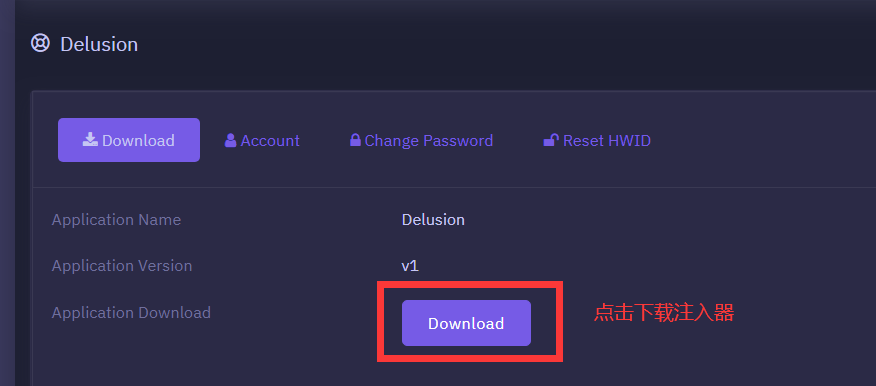 Delusion
Download Account Change Password Reset HWID
Application Name Delusion
Application Version v1
Application Download Download 点击下载注入器